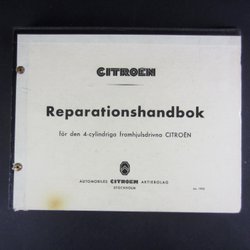 CITROËN
Reparationshandbok
för den 4-cylindriga framhjulsdrivna CITROËN
AUTOMOBILES CITROËN AKTIEBOLAG
STOCKHOLM